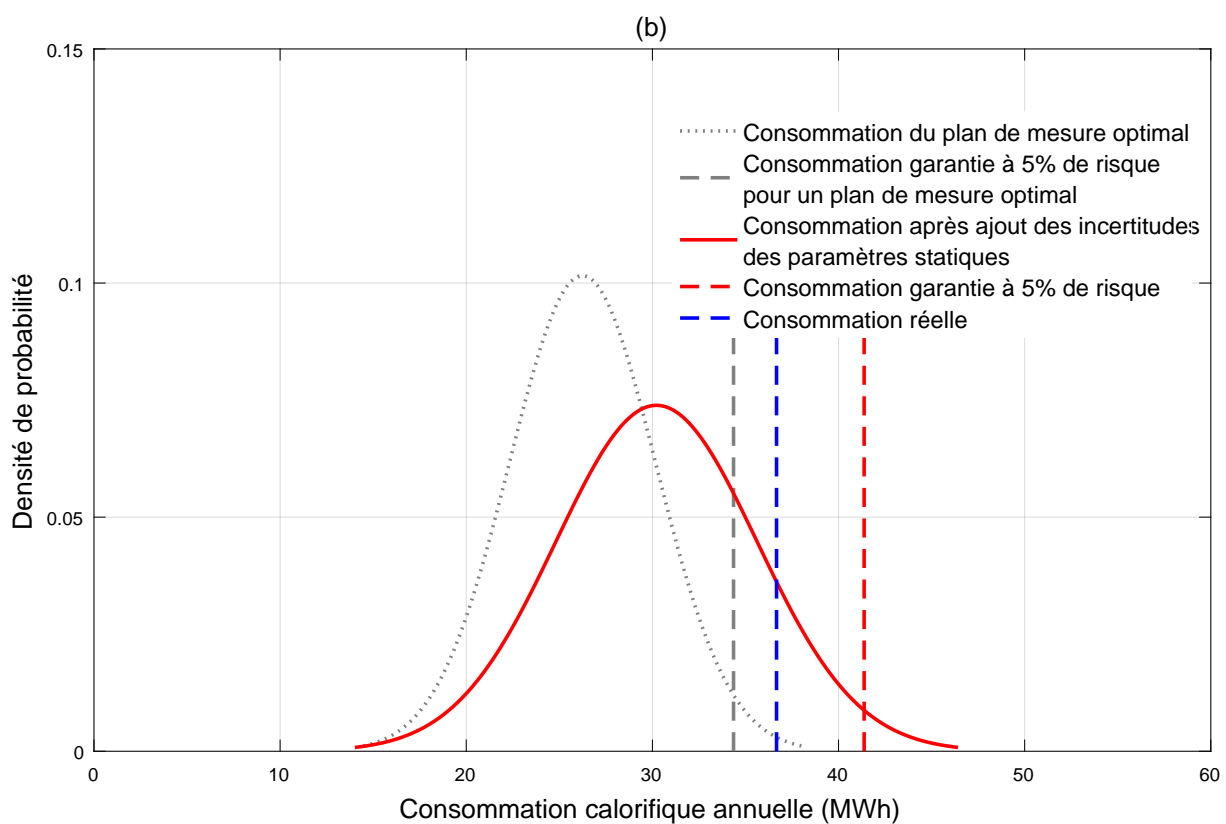 (b)
0.15
0.1
0.05
0
Densité de probabilité
Consommation du plan de mesure optimal
Consommation garantie à 5% de risque
pour un plan de mesure optimal
Consommation après ajout des incertitudes
des paramètres statiques
Consommation garantie à 5% de risque
Consommation réelle
0 10 20 30 40 50 60
Consommation calorifique annuelle (MWh)